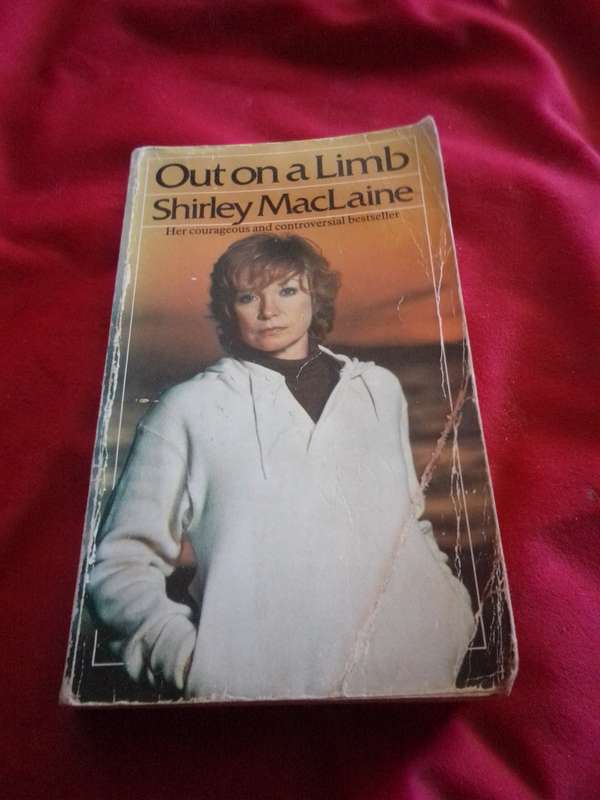 Out on a Limb
Shirley MacLaine
Her courageous and controversial bestseller